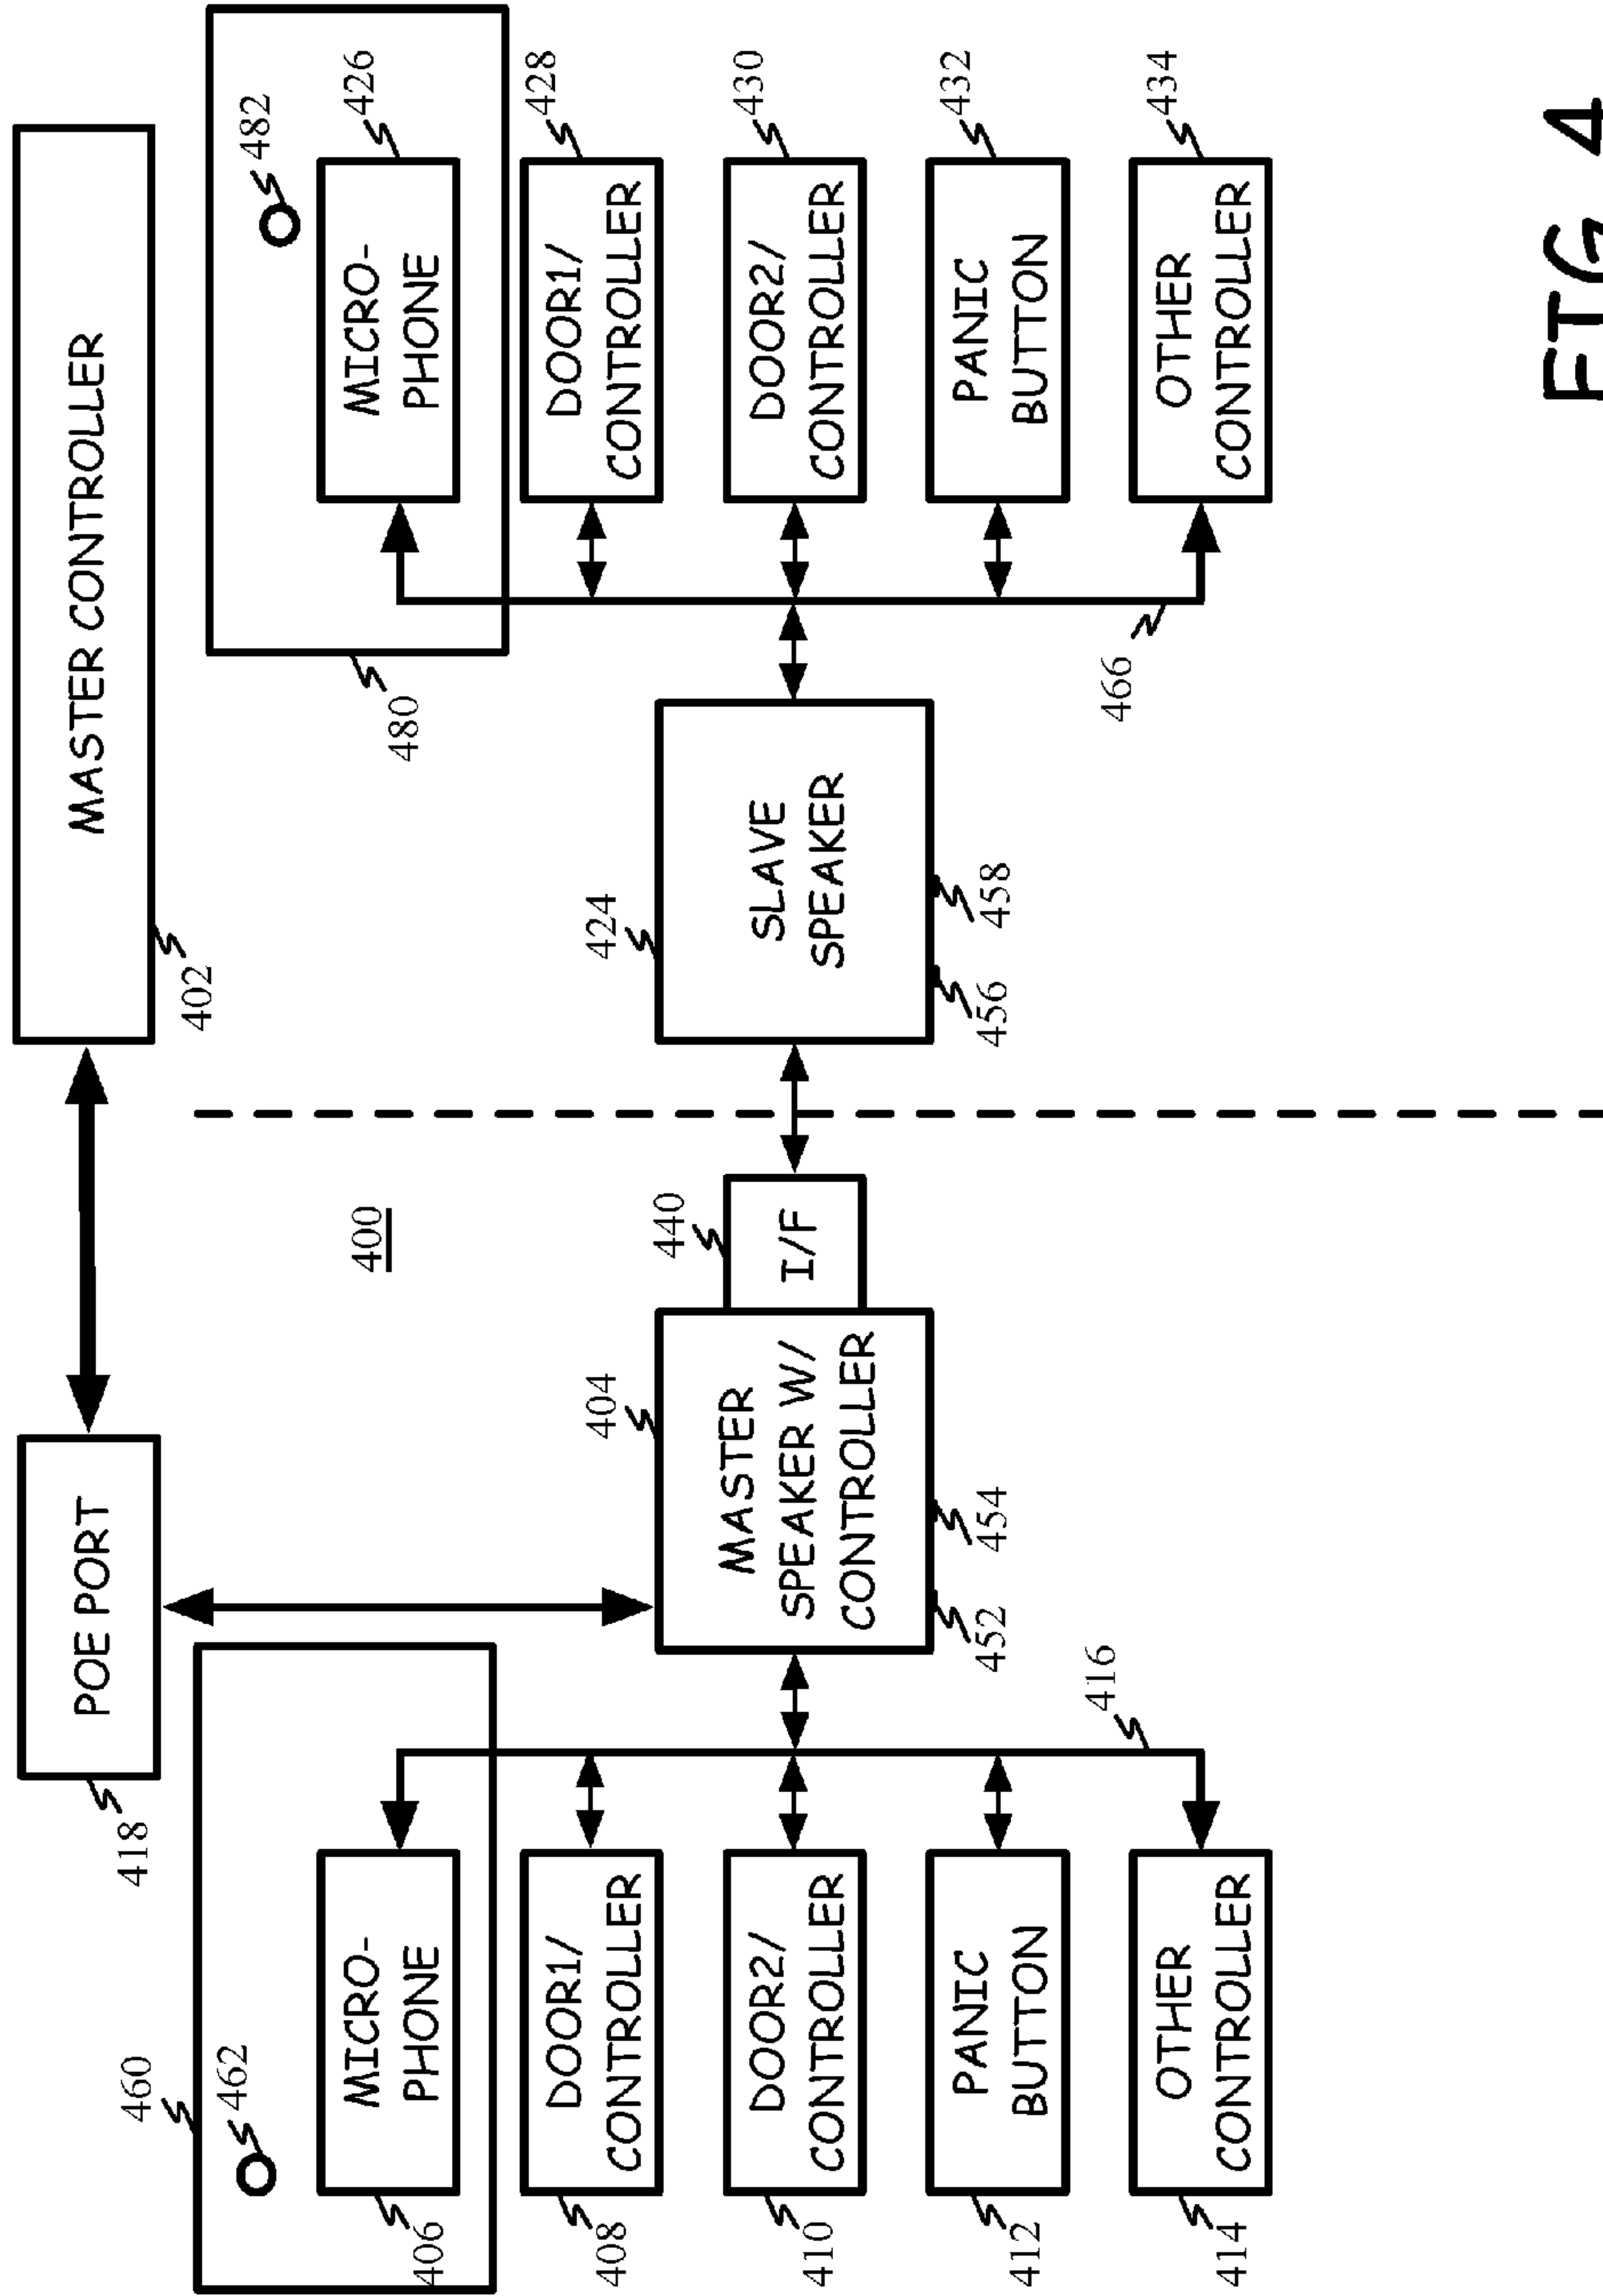 POE PORT
418
MASTER CONTROLLER
402
400
460
462
MICRO-
PHONE
406
DOOR1/
CONTROLLER
408
DOOR2/
CONTROLLER
410
PANIC
BUTTON
412
OTHER
CONTROLLER
414
416
404
MASTER
SPEAKER W/
CONTROLLER
452
454
440
I/F
424
SLAVE
SPEAKER
456
458
480
482
MICRO-
PHONE
426
DOOR1/
CONTROLLER
428
DOOR2/
CONTROLLER
430
PANIC
BUTTON
432
OTHER
CONTROLLER
434
466
FIG 4